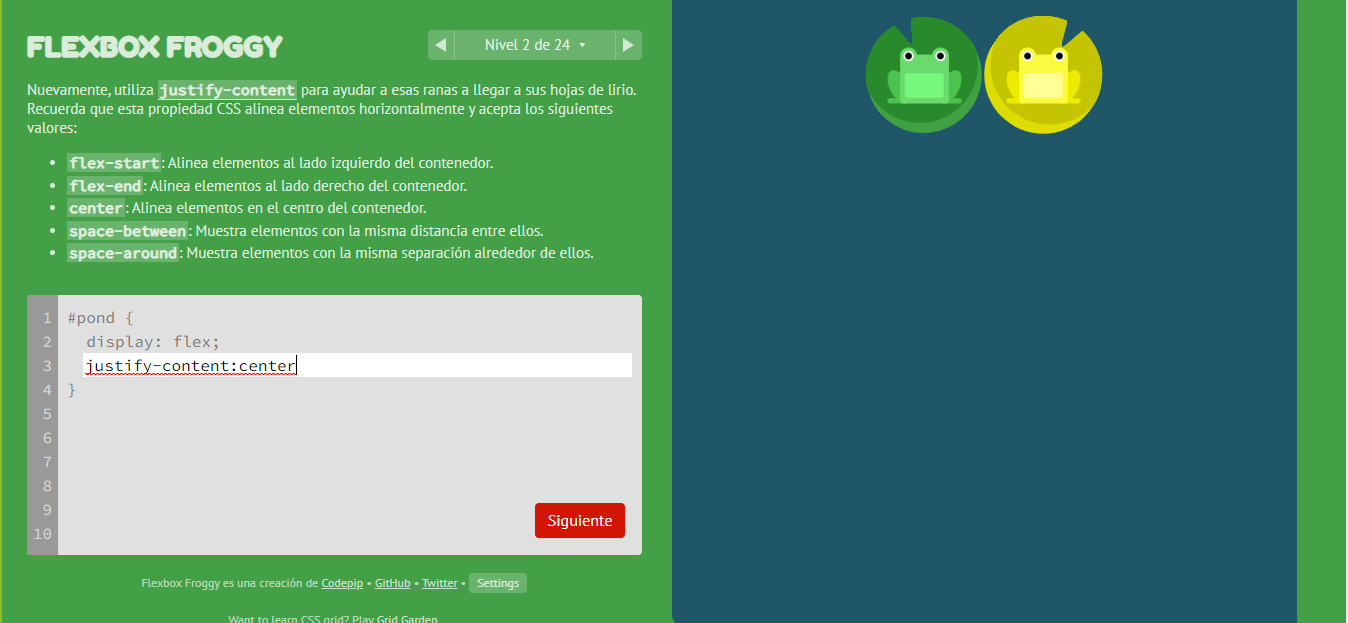 FLEXBOX FROGGY
Nivel 2 de 24
Nuevamente, utiliza justify-content para ayudar a esas ranas a llegar a sus hojas de lirio.
Recuerda que esta propiedad CSS alinea elementos horizontalmente y acepta los siguientes
valores:
• flex-start: Alinea elementos al lado izquierdo del contenedor.
• flex-end: Alinea elementos al lado derecho del contenedor.
• center: Alinea elementos en el centro del contenedor.
• space-between: Muestra elementos con la misma distancia entre ellos.
• space-around: Muestra elementos con la misma separación alrededor de ellos.
1 #pond {
2 display: flex;
3 justify-content:center
4 }
5
6
7
8
9
10
Siguiente
Flexbox Froggy es una creación de Codepip • GitHub • Twitter • Settings
Want to learn CSS grid? Play Grid Garden